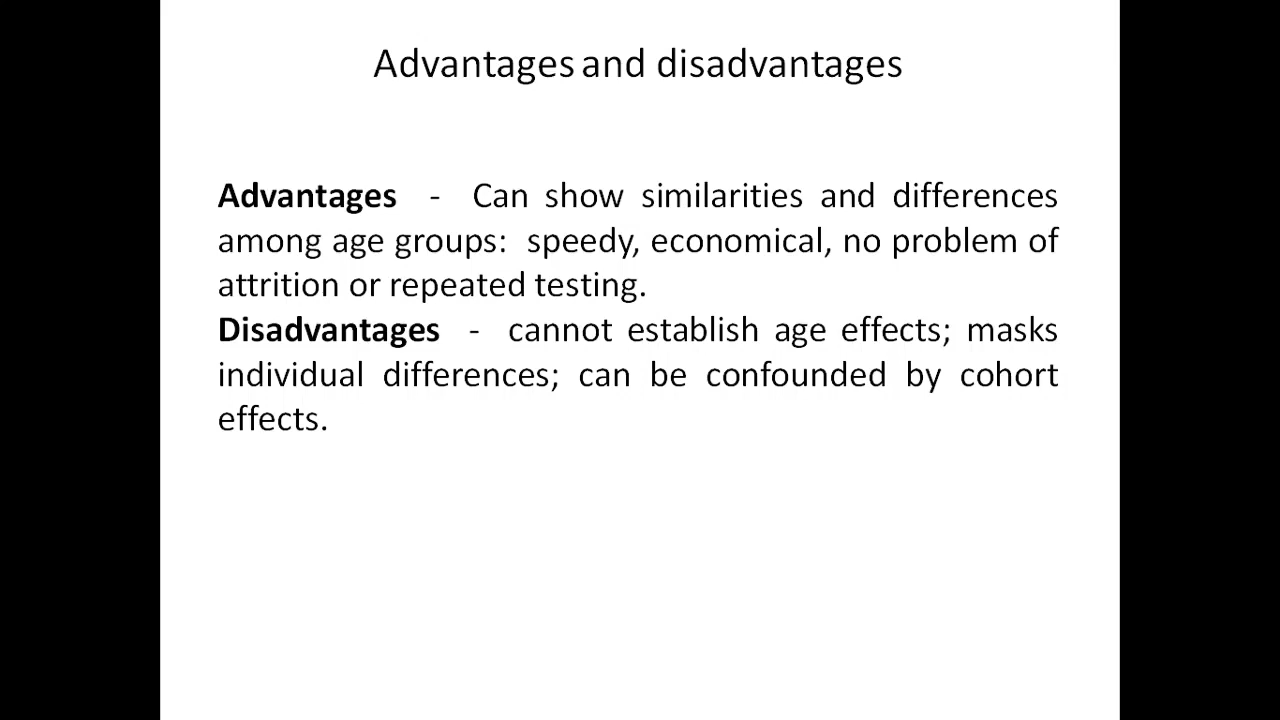 Advantages and disadvantages
Advantages - Can show similarities and differences
among age groups: speedy, economical, no problem of
attrition or repeated testing.
Disadvantages - cannot establish age effects; masks
individual differences; can be confounded by cohort
effects.